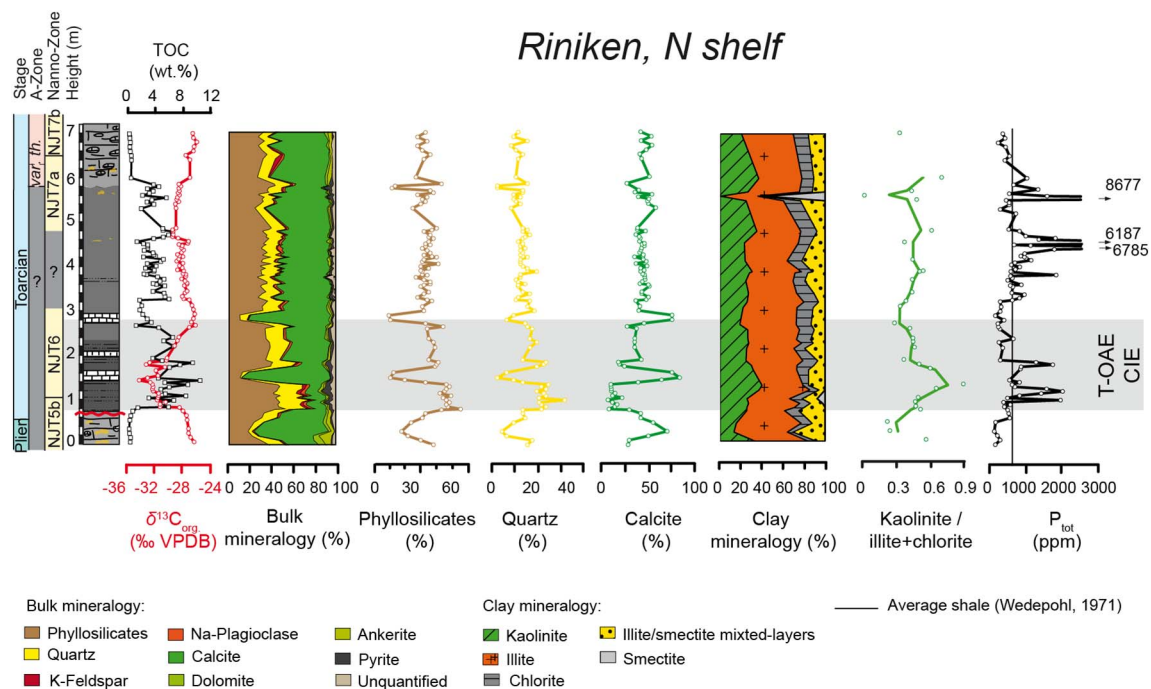 Riniken, N shelf
Stage
A-Zone
Nanno-Zone
Height (m)
TOC
(wt.%)
0 4 8 12
Toarcian
Plien
var. th.
?
NJT7b
NJT7a
?
NJT6
NJT5b
7
6
5
4
3
2
1
0
8677
6187
6785
T-OAE
CIE
-36 -32 -28 -24
δ13Corg.
(‰ VPDB)
0 20 40 60 80 100
Bulk
mineralogy (%)
0 30 60
Phyllosilicates
(%)
0 20 40
Quartz
(%)
0 50 100
Calcite
(%)
0 20 40 60 80 100
Clay
mineralogy (%)
0 0.3 0.6 0.9
Kaolinite /
illite+chlorite
0 1000 2000 3000
Ptot
(ppm)
Bulk mineralogy:
Phyllosilicates
Quartz
K-Feldspar
Na-Plagioclase
Calcite
Dolomite
Ankerite
Pyrite
Unquantified
Clay mineralogy:
Kaolinite
Illite
Chlorite
Illite/smectite mixed-layers
Smectite
Average shale (Wedepohl, 1971)